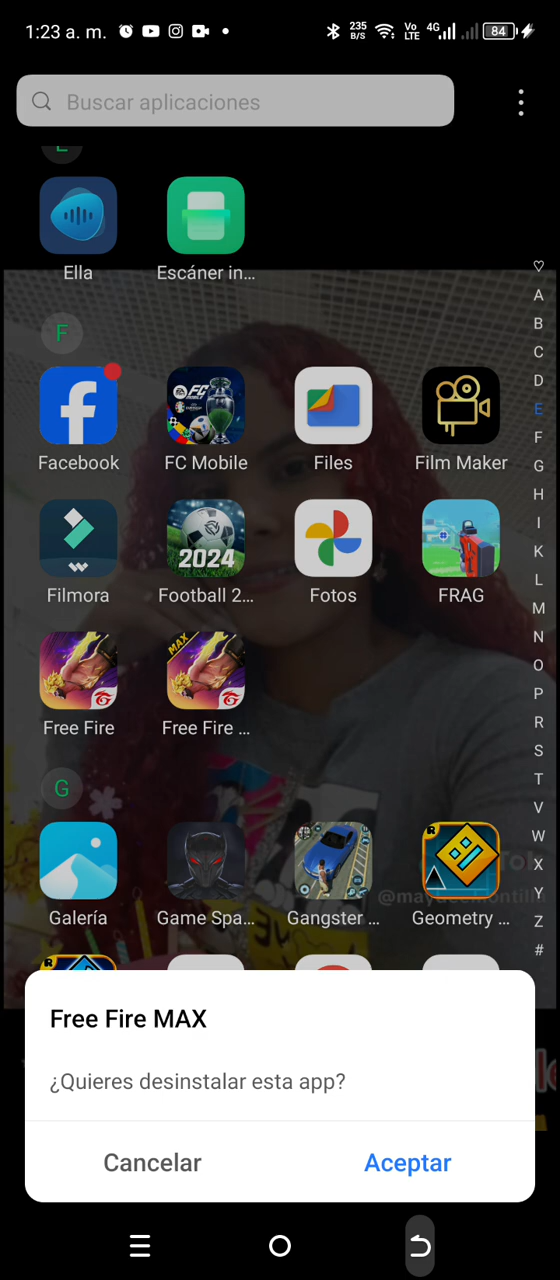 1:23 a. m.
235
B/S
Vo
LTE
4G
84
Buscar aplicaciones
Ella
Escáner in...
F
Facebook
FC Mobile
Files
Film Maker
2024
Filmora
Football 2...
Fotos
FRAG
MAX
Free Fire
Free Fire ...
G
Galería
Game Spa...
Gangster ...
Geometry ...
♡
A
B
C
D
E
F
G
H
I
K
L
M
N
O
P
R
S
T
V
W
X
Y
Z
#
Free Fire MAX
¿Quieres desinstalar esta app?
Cancelar
Aceptar